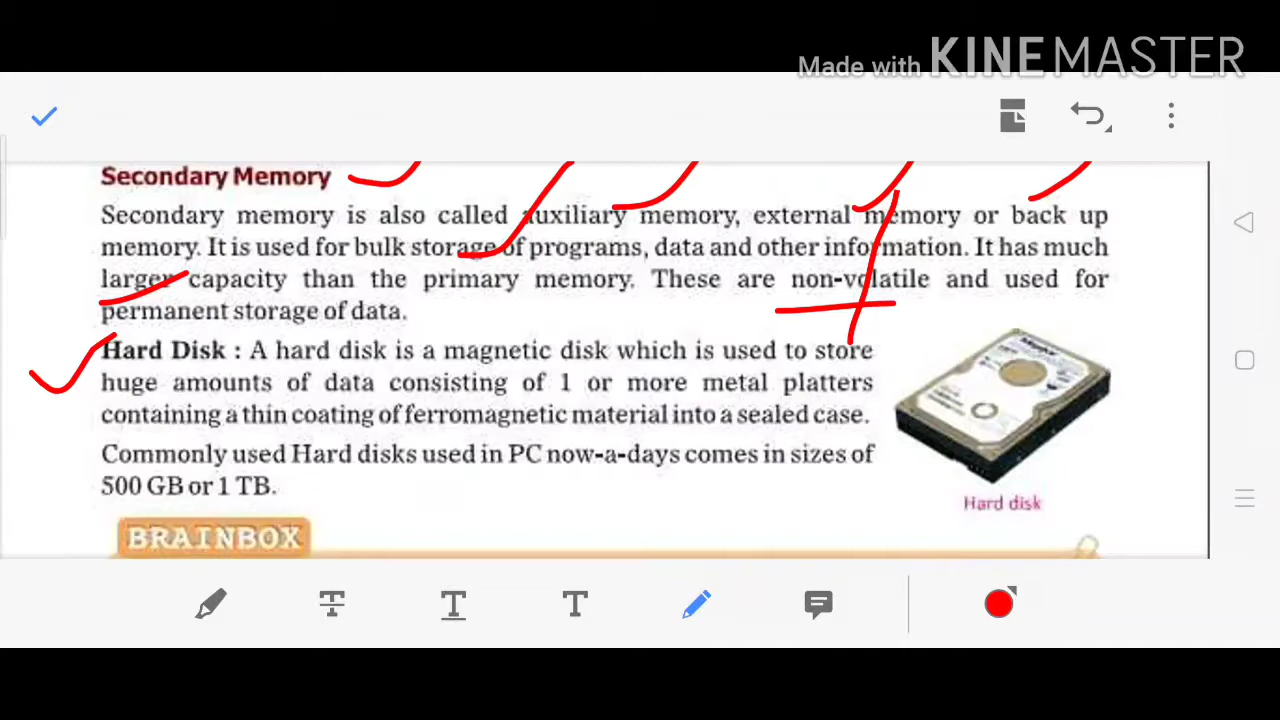 Made with KINEMASTER
Secondary Memory
Secondary memory is also called auxiliary memory, external memory or back up
memory. It is used for bulk storage of programs, data and other information. It has much
larger capacity than the primary memory. These are non-volatile and used for
permanent storage of data.
Hard Disk : A hard disk is a magnetic disk which is used to store
huge amounts of data consisting of 1 or more metal platters
containing a thin coating of ferromagnetic material into a sealed case.
Commonly used Hard disks used in PC now-a-days comes in sizes of
500 GB or 1 TB.
Hard disk
BRAINBOX